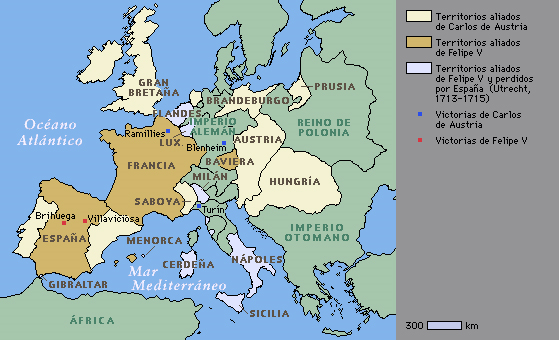 GRAN
BRETAÑA
BRANDEBURGO
PRUSIA
FLANDES
IMPERIO
ALEMÁN
REINO DE
POLONIA
Océano
Atlántico
Ramillies
LUX
Blenheim
AUSTRIA
BAVIERA
FRANCIA
MILÁN
HUNGRÍA
SABOYA
Turín
Brihuega
Villaviciosa
ESPAÑA
MENORCA
IMPERIO
OTOMANO
CERDEÑA
NÁPOLES
Mar
Mediterráneo
GIBRALTAR
SICILIA
ÁFRICA
Territorios aliados
de Carlos de Austria
Territorios aliados
de Felipe V
Territorios aliados
de Felipe V y perdidos
por España (Utrecht,
1713-1715)
Victorias de Carlos
de Austria
Victorias de Felipe V
300 km